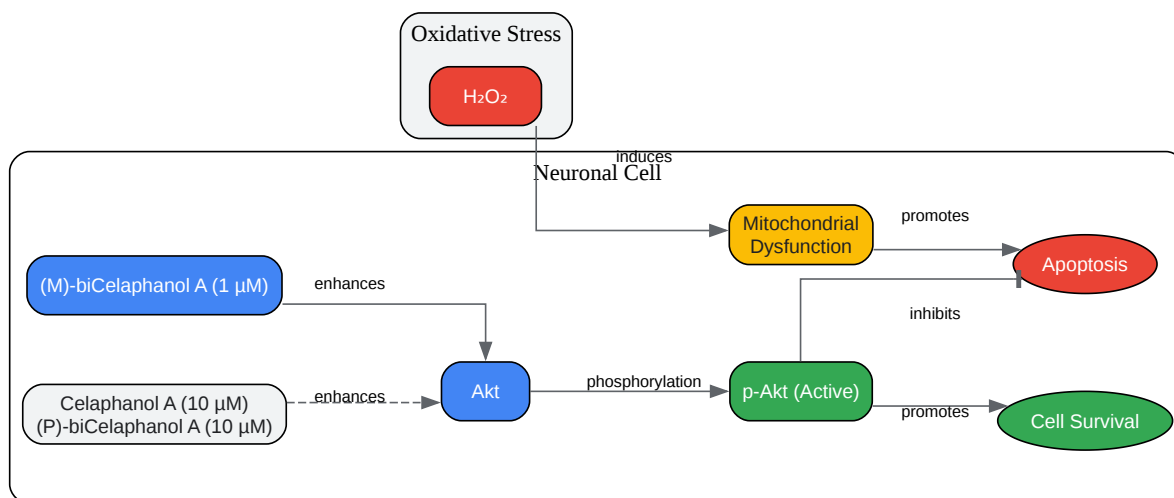 Oxidative Stress
H₂O₂
induces
Neuronal Cell
Mitochondrial
Dysfunction
promotes
Apoptosis
(M)-biCelaphanol A (1 µM)
enhances
inhibits
Celaphanol A (10 µM)
(P)-biCelaphanol A (10 µM)
enhances
Akt
phosphorylation
p-Akt (Active)
promotes
Cell Survival